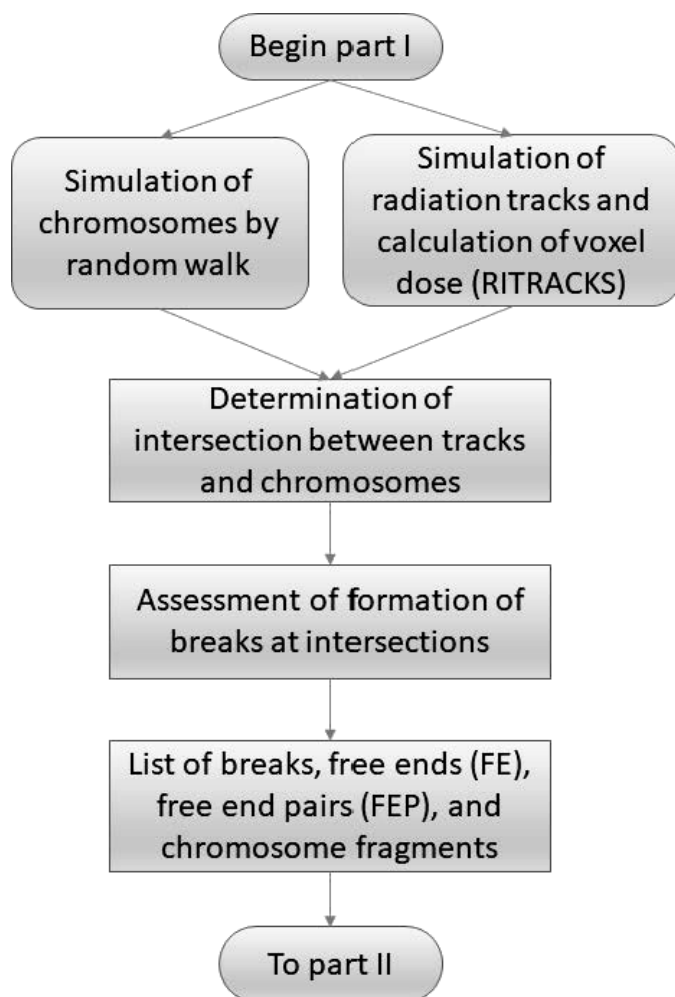 Begin part I
Simulation of
chromosomes by
random walk
Simulation of
radiation tracks and
calculation of voxel
dose (RITRACKS)
Determination of
intersection between tracks
and chromosomes
Assessment of formation of
breaks at intersections
List of breaks, free ends (FE),
free end pairs (FEP), and
chromosome fragments
To part II